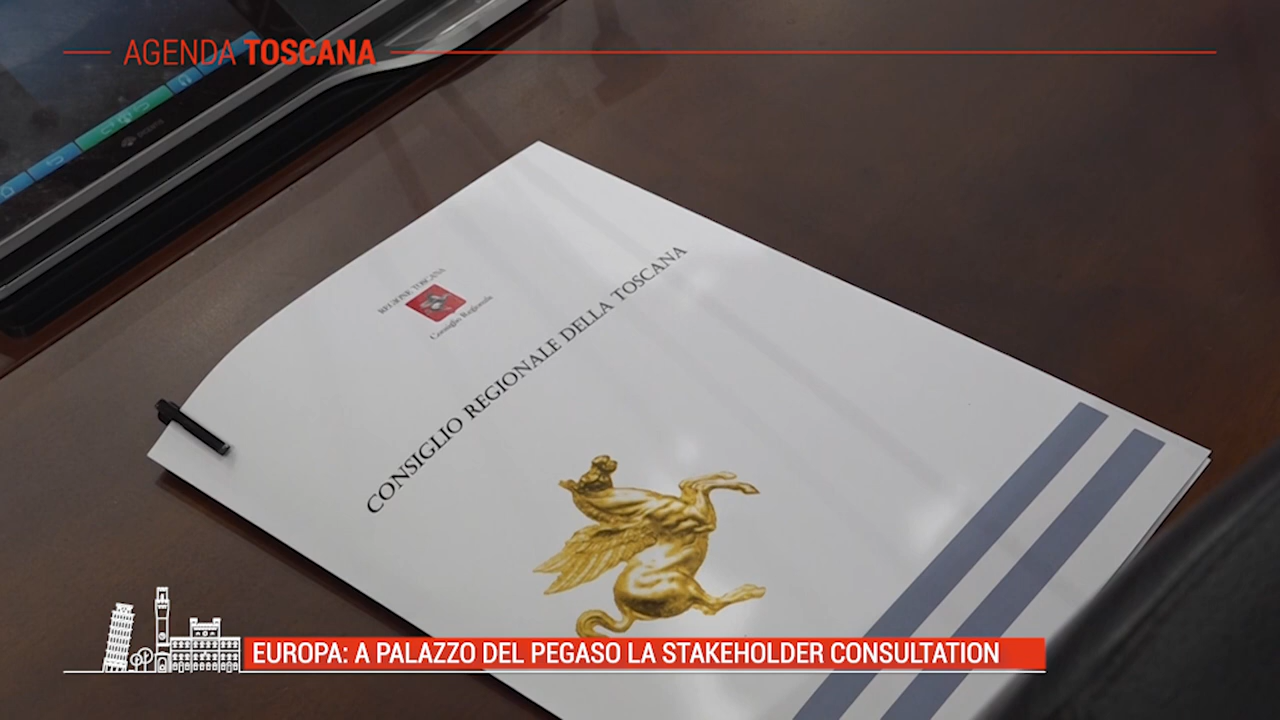 AGENDA TOSCANA
REGIONE TOSCANA
Consiglio Regionale
CONSIGLIO REGIONALE DELLA TOSCANA
EUROPA: A PALAZZO DEL PEGASO LA STAKEHOLDER CONSULTATION